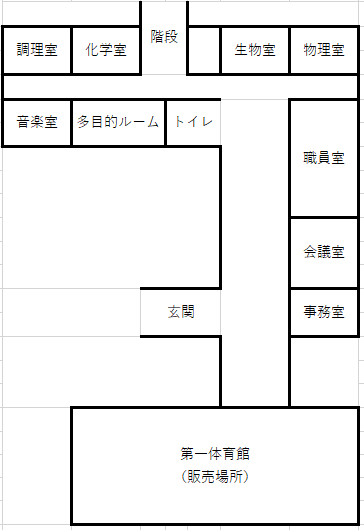 調理室
化学室
階段
生物室
物理室
音楽室
多目的ルーム
トイレ
職員室
会議室
玄関
事務室
第一体育館
（販売場所）